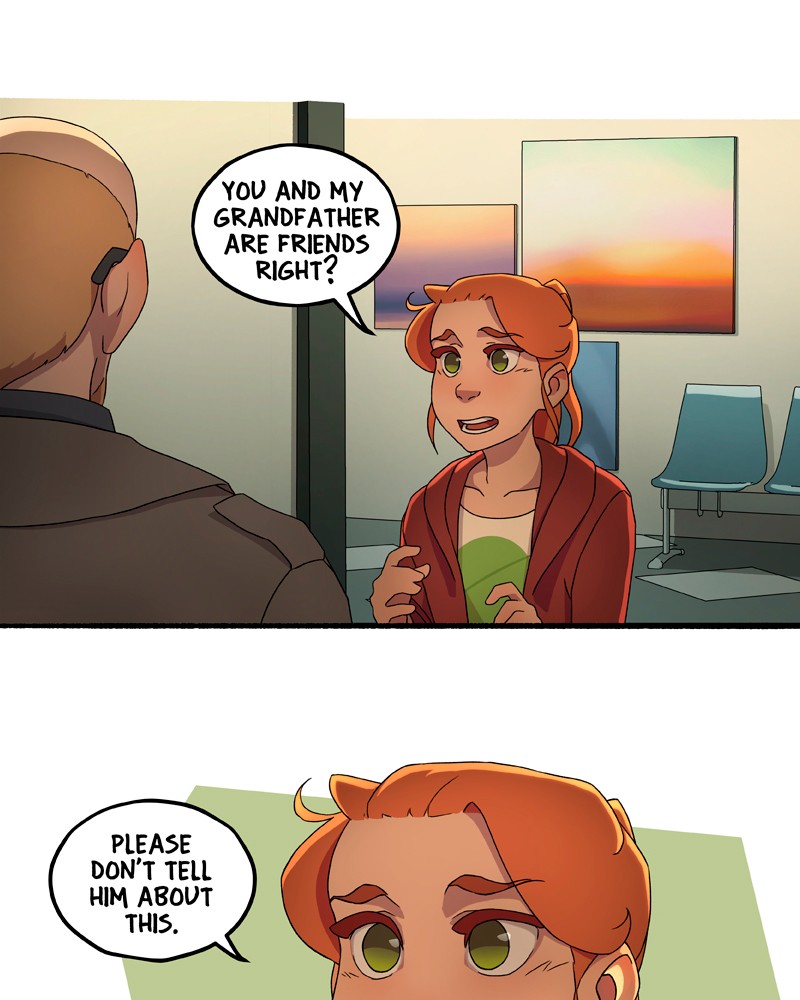 YOU AND MY
GRANDFATHER
ARE FRIENDS
RIGHT?
PLEASE
DON'T TELL
HIM ABOUT
THIS.